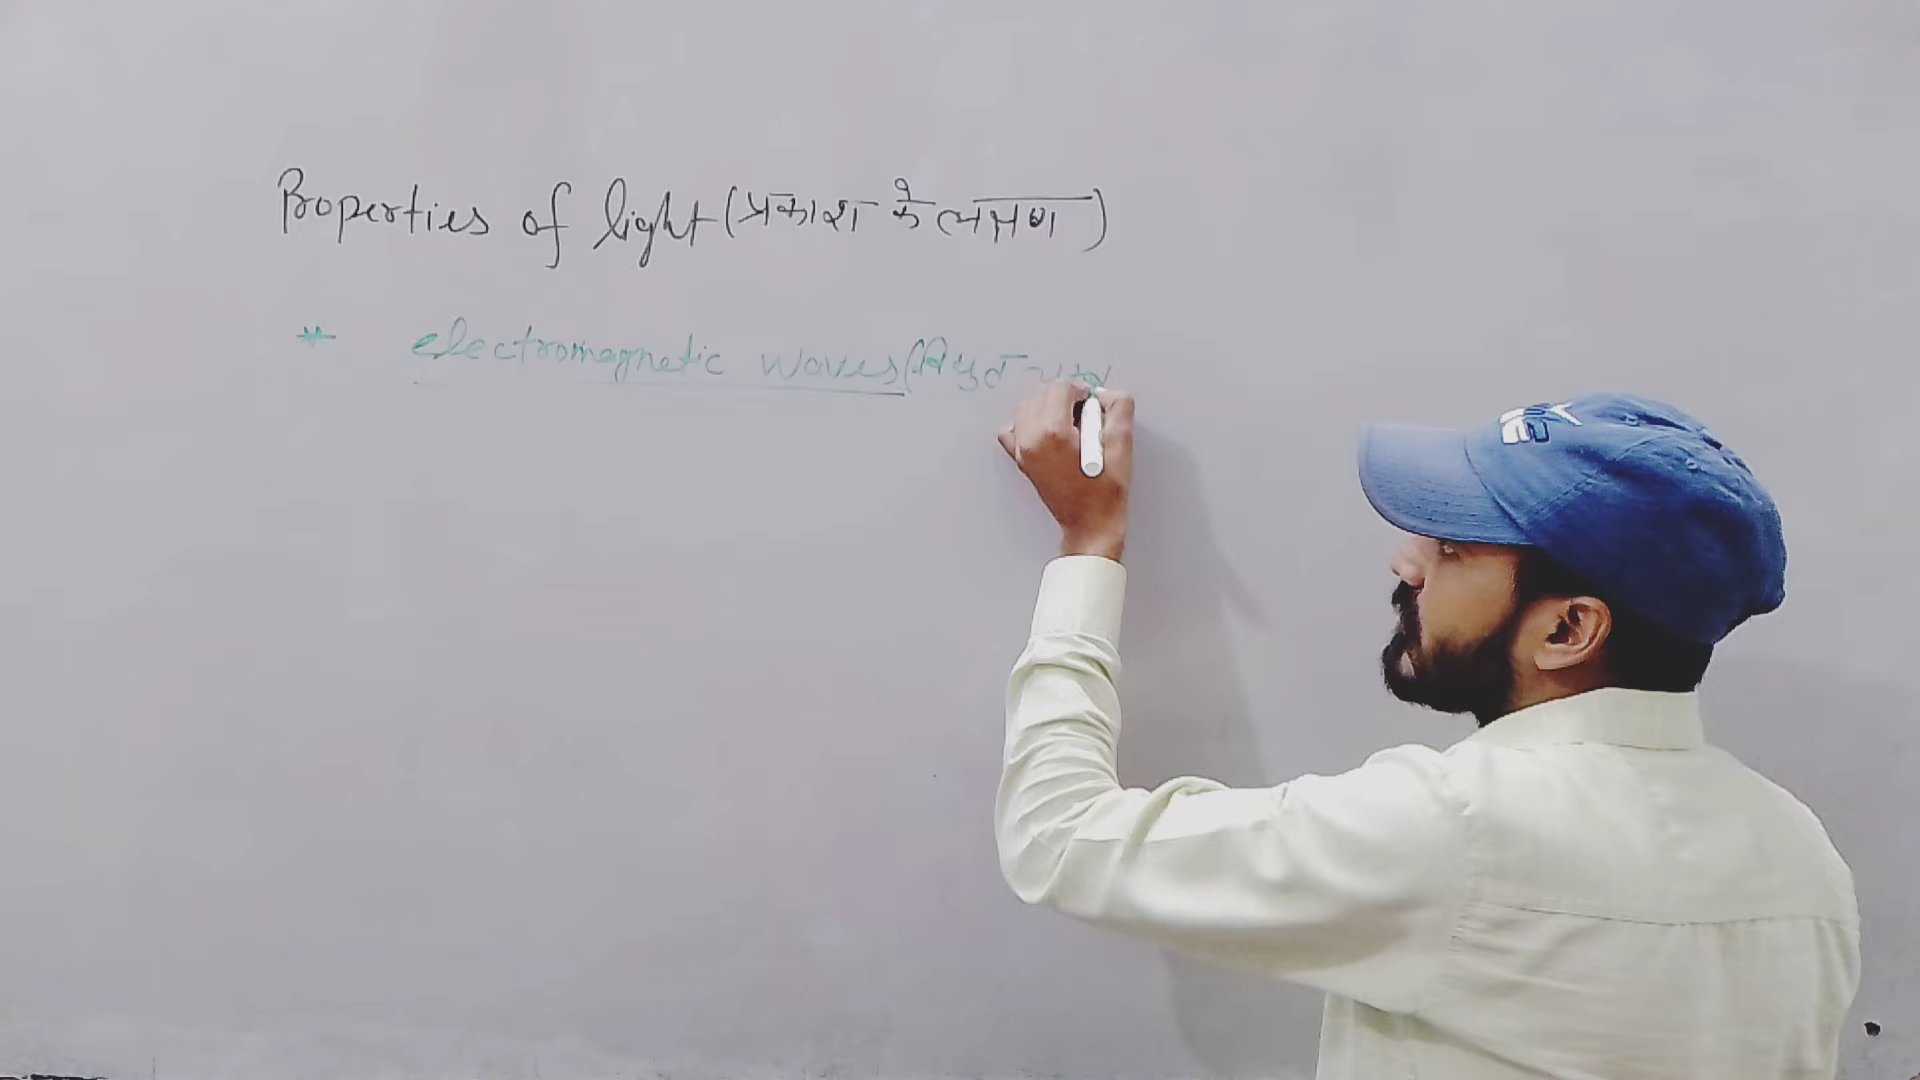 Properties of light (प्रकाश के लक्षण)
* electromagnetic waves (विद्युत चुम्ब